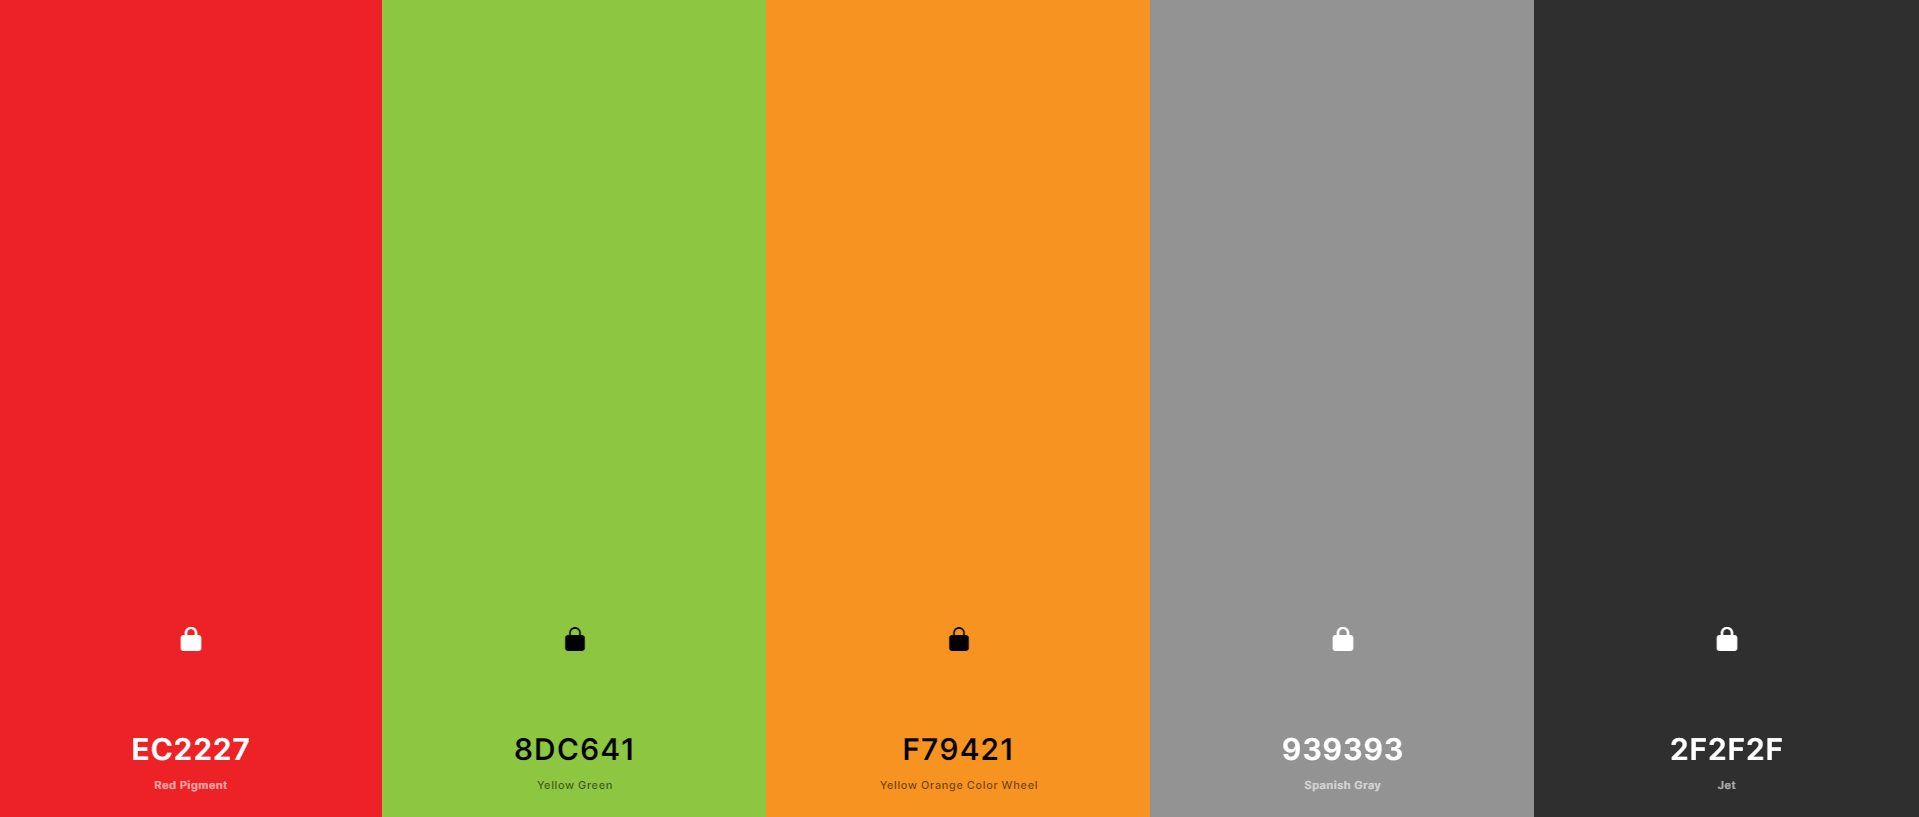 EC2227
Red Pigment
8DC641
Yellow Green
F79421
Yellow Orange Color Wheel
939393
Spanish Gray
2F2F2F
Jet